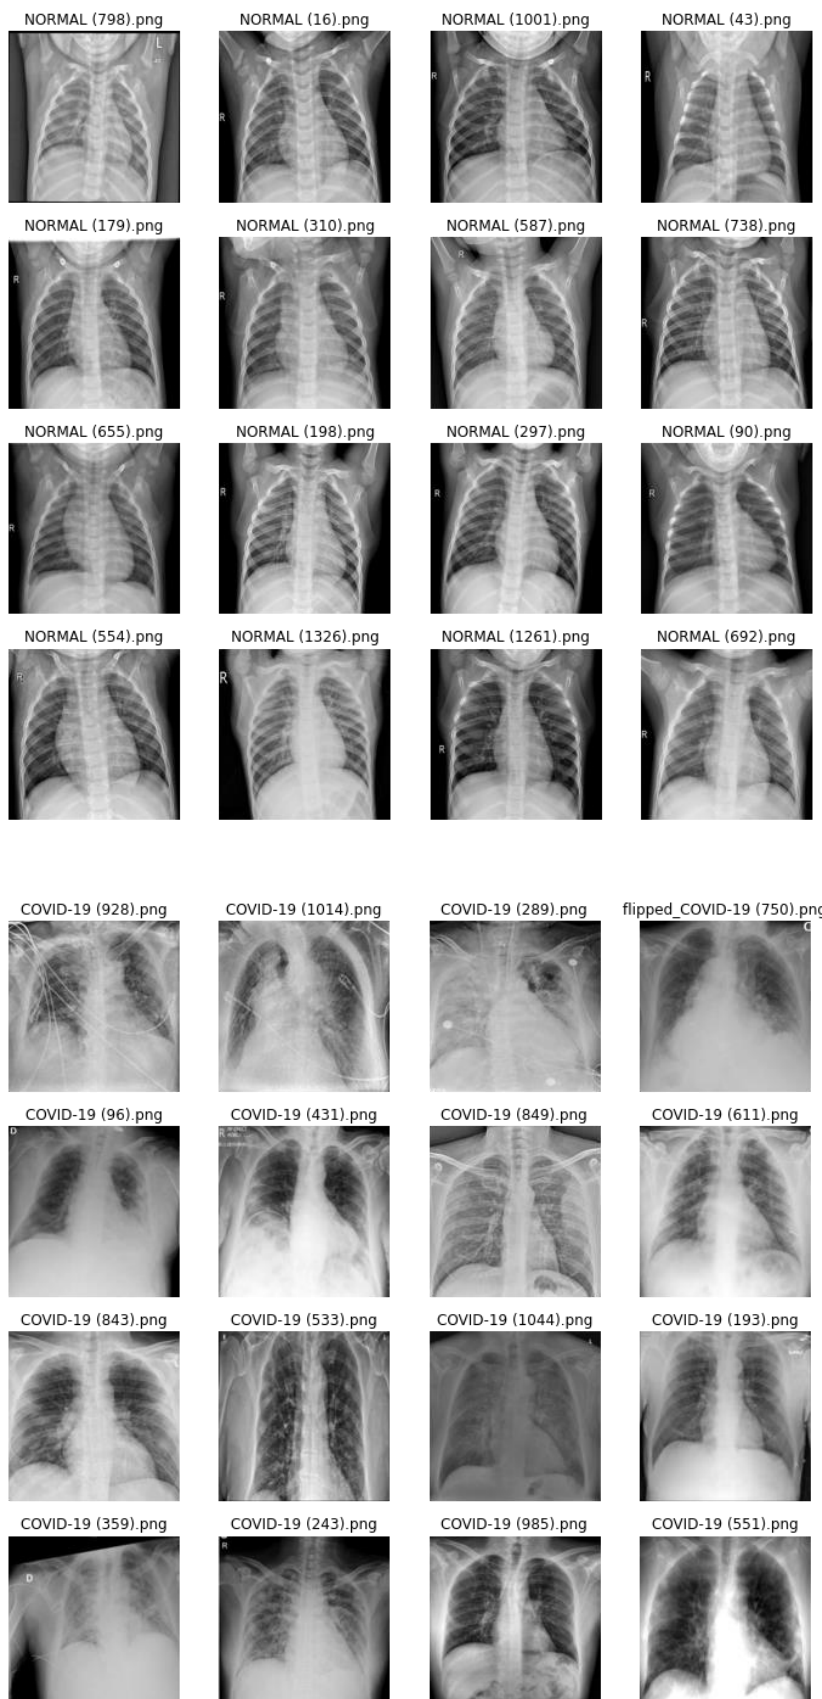 NORMAL (798).png NORMAL (16).png NORMAL (1001).png NORMAL (43).png
L
R
R
R
R
NORMAL (179).png NORMAL (310).png NORMAL (587).png NORMAL (738).png
R
R
R
R
NORMAL (655).png NORMAL (198).png NORMAL (297).png NORMAL (90).png
R
R
R
R
NORMAL (554).png NORMAL (1326).png NORMAL (1261).png NORMAL (692).png
R
R
R
R
COVID-19 (928).png COVID-19 (1014).png COVID-19 (289).png flipped_COVID-19 (750).png
COVID-19 (96).png COVID-19 (431).png COVID-19 (849).png COVID-19 (611).png
D
COVID-19 (843).png COVID-19 (533).png COVID-19 (1044).png COVID-19 (193).png
L
COVID-19 (359).png COVID-19 (243).png COVID-19 (985).png COVID-19 (551).png
D
R